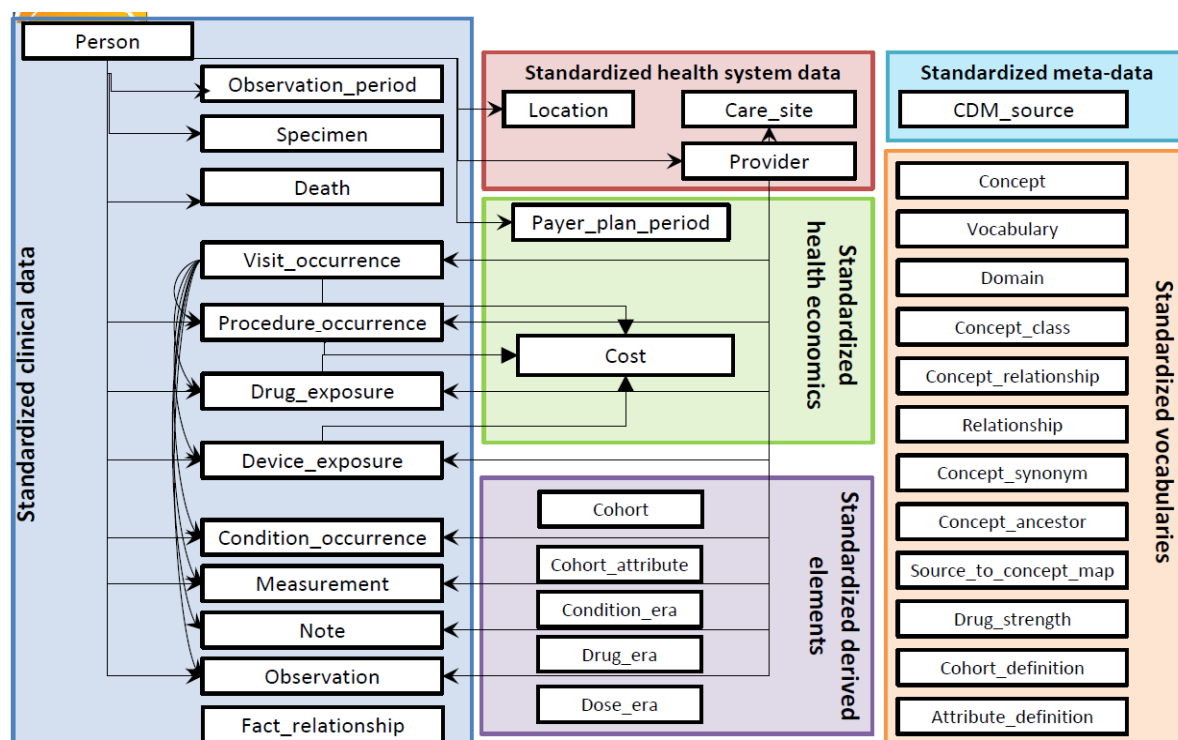 Person
Standardized clinical data
Observation_period
Specimen
Death
Visit_occurrence
Procedure_occurrence
Drug_exposure
Device_exposure
Condition_occurrence
Measurement
Note
Observation
Fact_relationship
Standardized health system data
Location
Care_site
Provider
Payer_plan_period
Cost
Standardized
health economics
Cohort
Cohort_attribute
Condition_era
Drug_era
Dose_era
Standardized derived
elements
Standardized meta-data
CDM_source
Concept
Vocabulary
Domain
Concept_class
Concept_relationship
Relationship
Concept_synonym
Concept_ancestor
Source_to_concept_map
Drug_strength
Cohort_definition
Attribute_definition
Standardized vocabularies